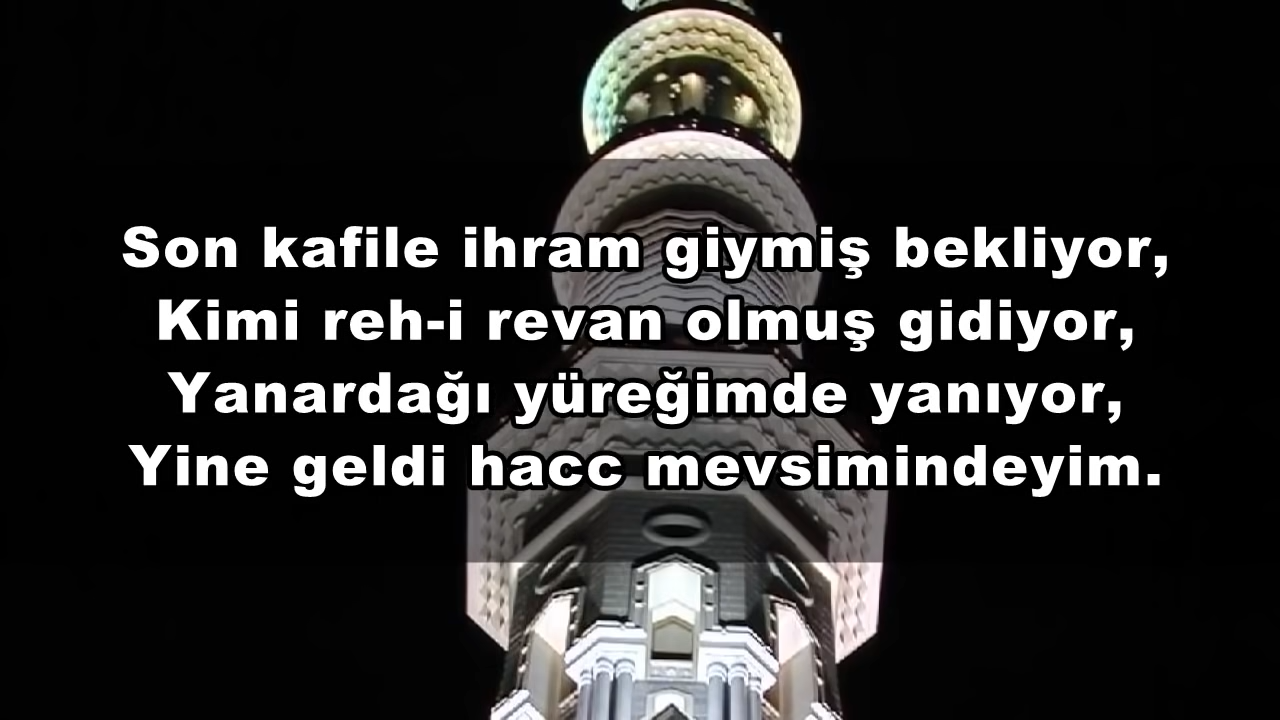 Son kafile ihram giymiş bekliyor,
Kimi reh-i revan olmuş gidiyor,
Yanardağı yüreğimde yanıyor,
Yine geldi hacc mevsimindeyim.